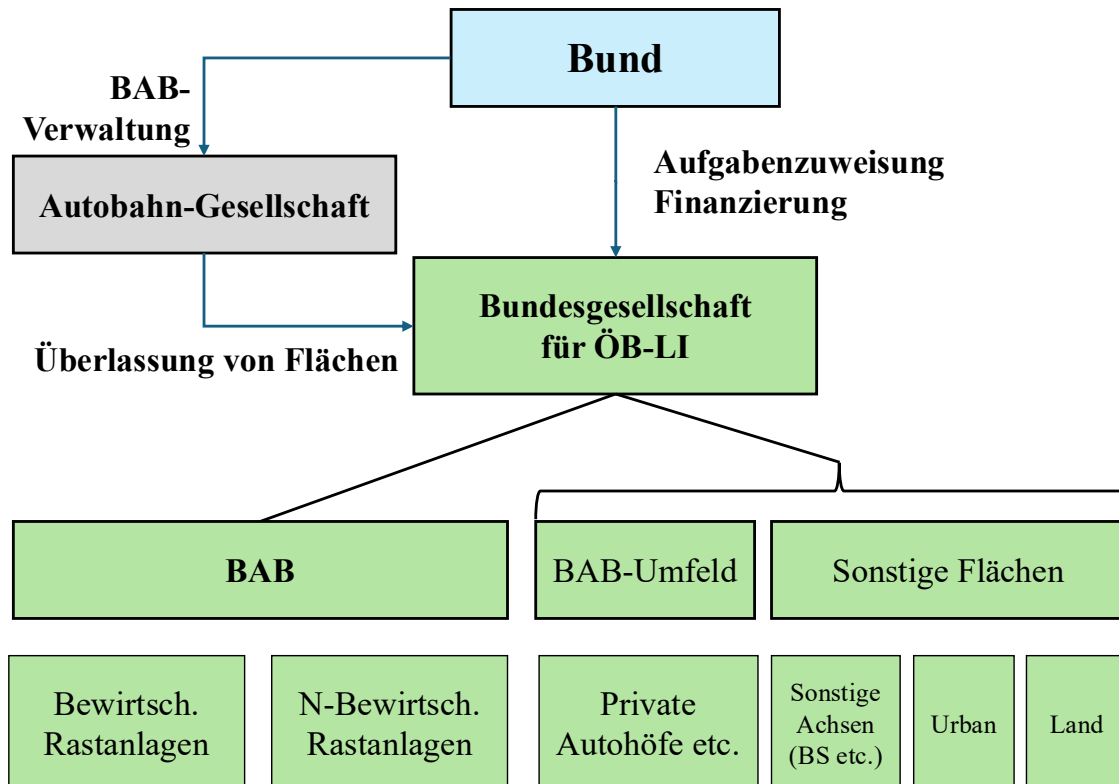 Bund
BAB-
Verwaltung
Aufgabenzuweisung
Finanzierung
Autobahn-Gesellschaft
Bundesgesellschaft
für ÖB-LI
Überlassung von Flächen
BAB
BAB-Umfeld
Sonstige Flächen
Bewirtsch.
Rastanlagen
N-Bewirtsch.
Rastanlagen
Private
Autohöfe etc.
Sonstige
Achsen
(BS etc.)
Urban
Land